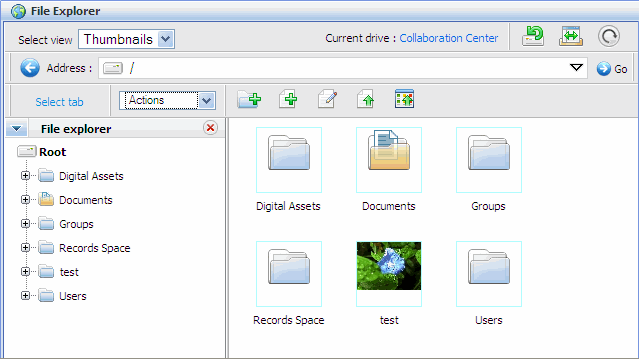 File Explorer
Select view Thumbnails Current drive : Collaboration Center
Address : / Go
Select tab Actions
File explorer
Root
Digital Assets
Documents
Groups
Records Space
test
Users
Digital Assets Documents Groups
Records Space test Users